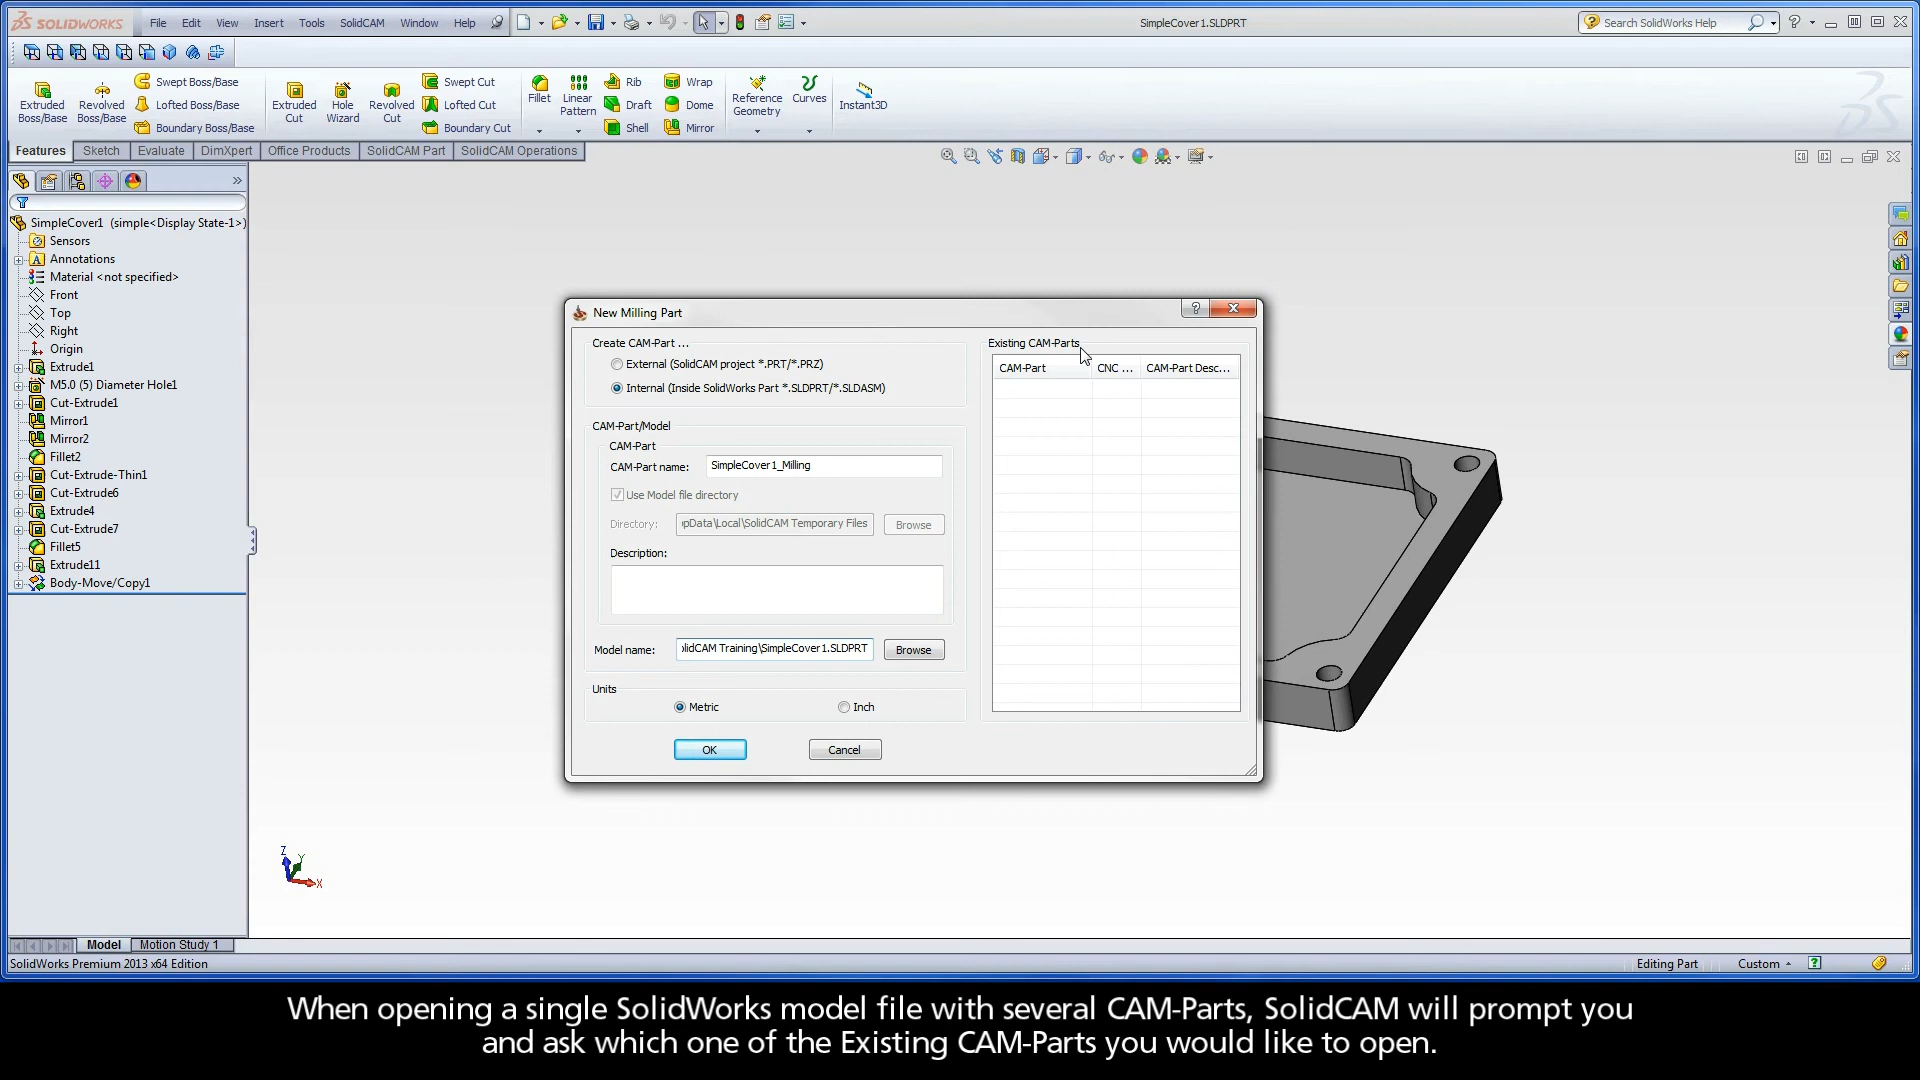 SOLIDWORKS File Edit View Insert Tools SolidCAM Window Help SimpleCover1.SLDPRT Search SolidWorks Help
Extruded Boss/Base
Revolved Boss/Base
Swept Boss/Base
Lofted Boss/Base
Boundary Boss/Base
Extruded Cut
Hole Wizard
Revolved Cut
Swept Cut
Lofted Cut
Boundary Cut
Fillet
Linear Pattern
Rib
Draft
Shell
Wrap
Dome
Mirror
Reference Geometry
Curves
Instant3D
Features Sketch Evaluate DimXpert Office Products SolidCAM Part SolidCAM Operations
SimpleCover1 (simple<Display State-1>)
Sensors
Annotations
Material <not specified>
Front
Top
Right
Origin
Extrude1
M5.0 (5) Diameter Hole1
Cut-Extrude1
Mirror1
Mirror2
Fillet2
Cut-Extrude-Thin1
Cut-Extrude6
Extrude4
Cut-Extrude7
Fillet5
Extrude11
Body-Move/Copy1
New Milling Part
Create CAM-Part ...
External (SolidCAM project *.PRT/*.PRZ)
Internal (Inside SolidWorks Part *.SLDPRT/*.SLDASM)
CAM-Part/Model
CAM-Part
CAM-Part name: SimpleCover1_Milling
Use Model file directory
Directory: pData\Local\SolidCAM Temporary Files Browse
Description:
Model name: lidCAM Training\SimpleCover1.SLDPRT Browse
Units
Metric Inch
OK Cancel
Existing CAM-Parts
CAM-Part CNC ... CAM-Part Desc...
Z Y X
Model Motion Study 1
SolidWorks Premium 2013 x64 Edition Editing Part Custom
When opening a single SolidWorks model file with several CAM-Parts, SolidCAM will prompt you
and ask which one of the Existing CAM-Parts you would like to open.